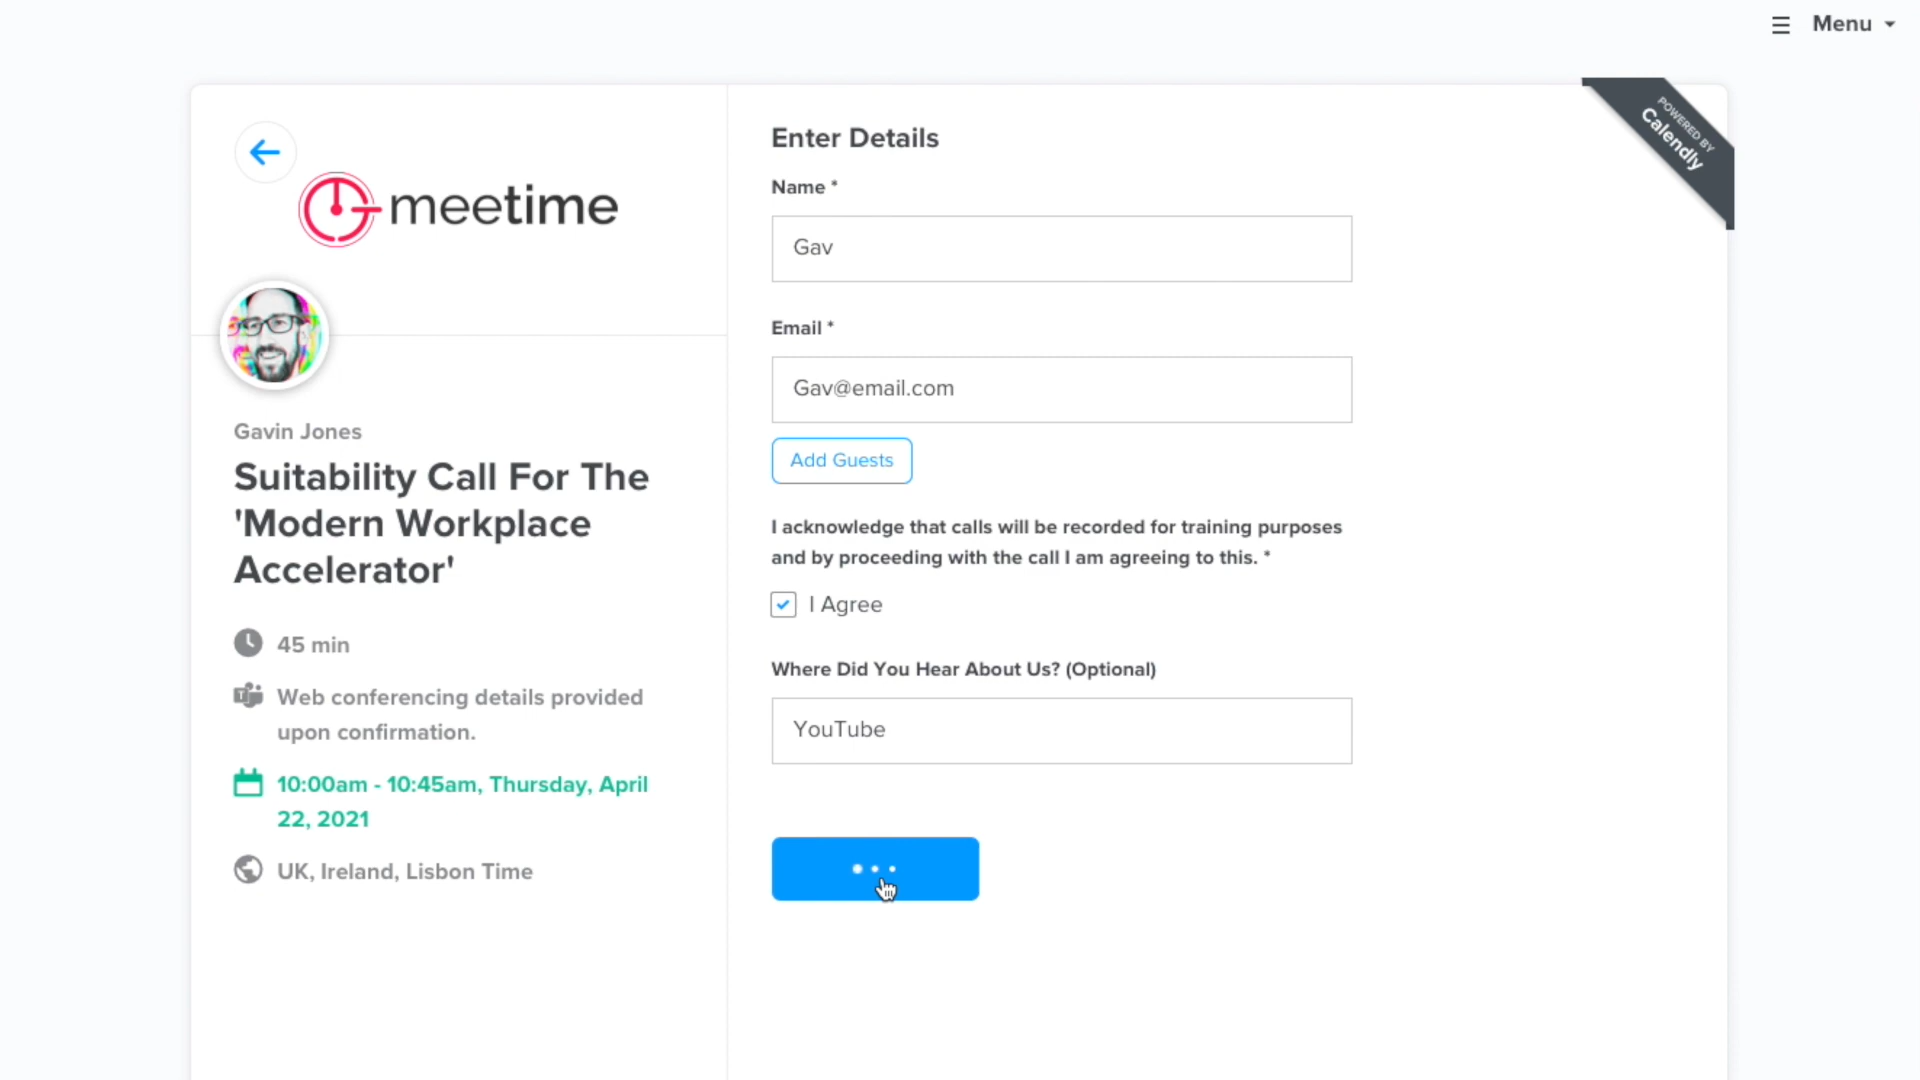 Menu
POWERED BY
Calendly
meetime
Gavin Jones
Suitability Call For The
'Modern Workplace
Accelerator'
45 min
Web conferencing details provided
upon confirmation.
10:00am - 10:45am, Thursday, April
22, 2021
UK, Ireland, Lisbon Time
Enter Details
Name *
Gav
Email *
Gav@email.com
Add Guests
I acknowledge that calls will be recorded for training purposes
and by proceeding with the call I am agreeing to this. *
I Agree
Where Did You Hear About Us? (Optional)
YouTube